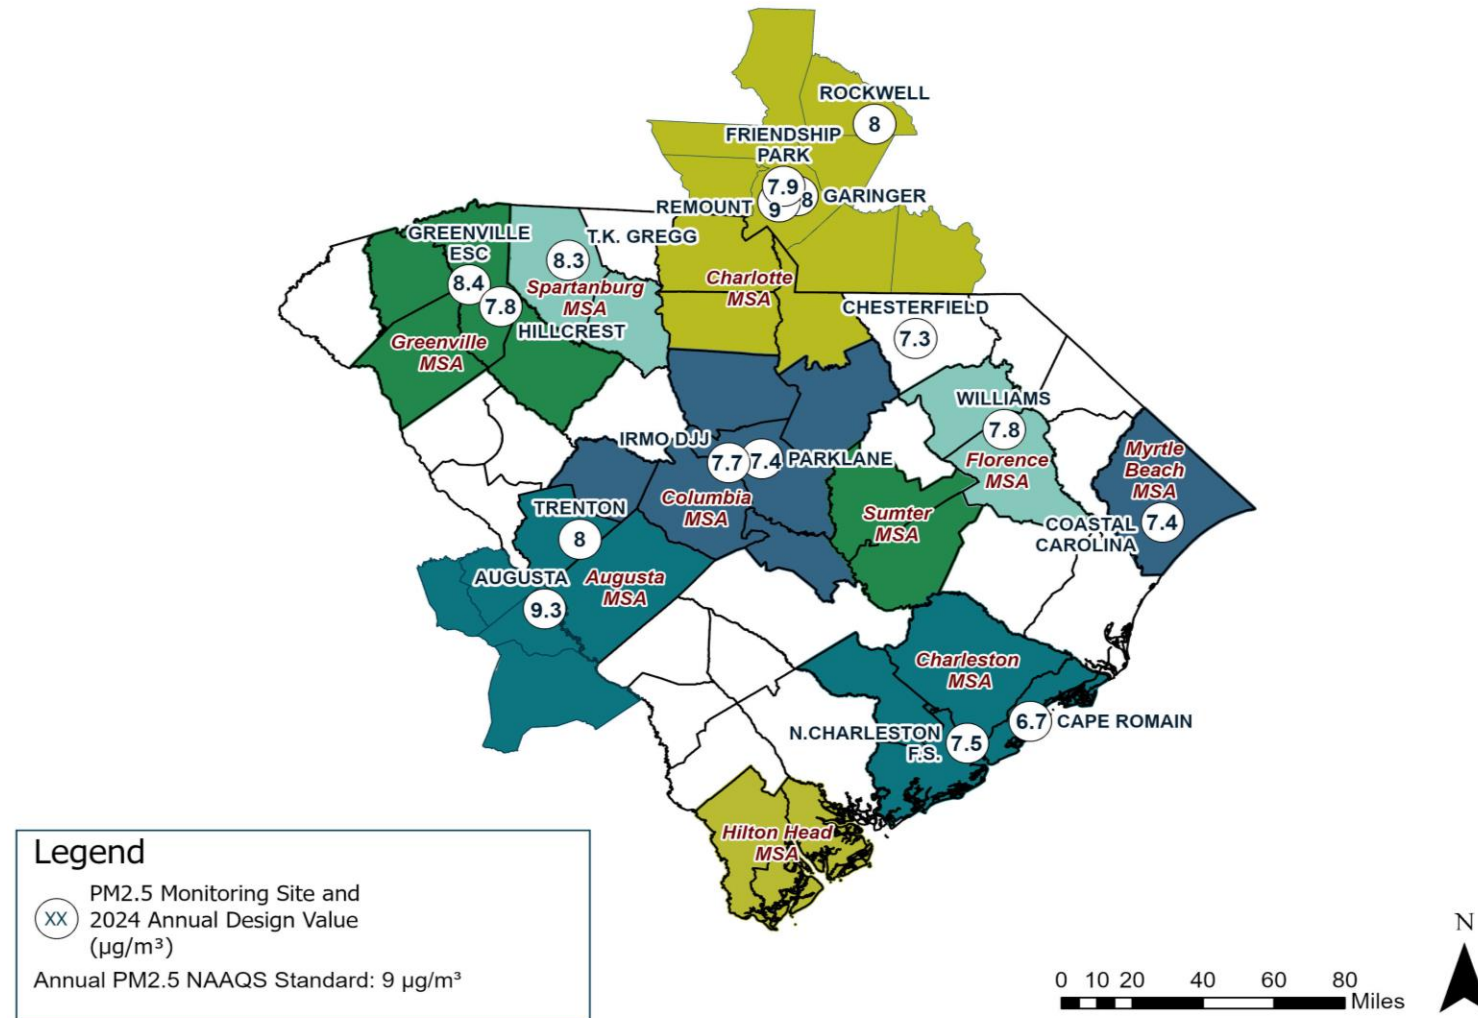 ROCKWELL
8
FRIENDSHIP
PARK
7.9
8
GARINGER
REMOUNT
9
GREENVILLE
ESC
8.4
T.K. GREGG
8.3
Spartanburg
MSA
7.8
HILLCREST
Greenville
MSA
Charlotte
MSA
CHESTERFIELD
7.3
WILLIAMS
7.8
Florence
MSA
Myrtle
Beach
MSA
7.4
COASTAL
CAROLINA
IRMO DJJ
7.7
7.4
PARKLANE
Columbia
MSA
Sumter
MSA
TRENTON
8
AUGUSTA
9.3
Augusta
MSA
Charleston
MSA
6.7
CAPE ROMAIN
N.CHARLESTON
F.S.
7.5
Hilton Head
MSA
Legend
XX
PM2.5 Monitoring Site and
2024 Annual Design Value
(µg/m³)
Annual PM2.5 NAAQS Standard: 9 µg/m³
0 10 20 40 60 80
Miles
N